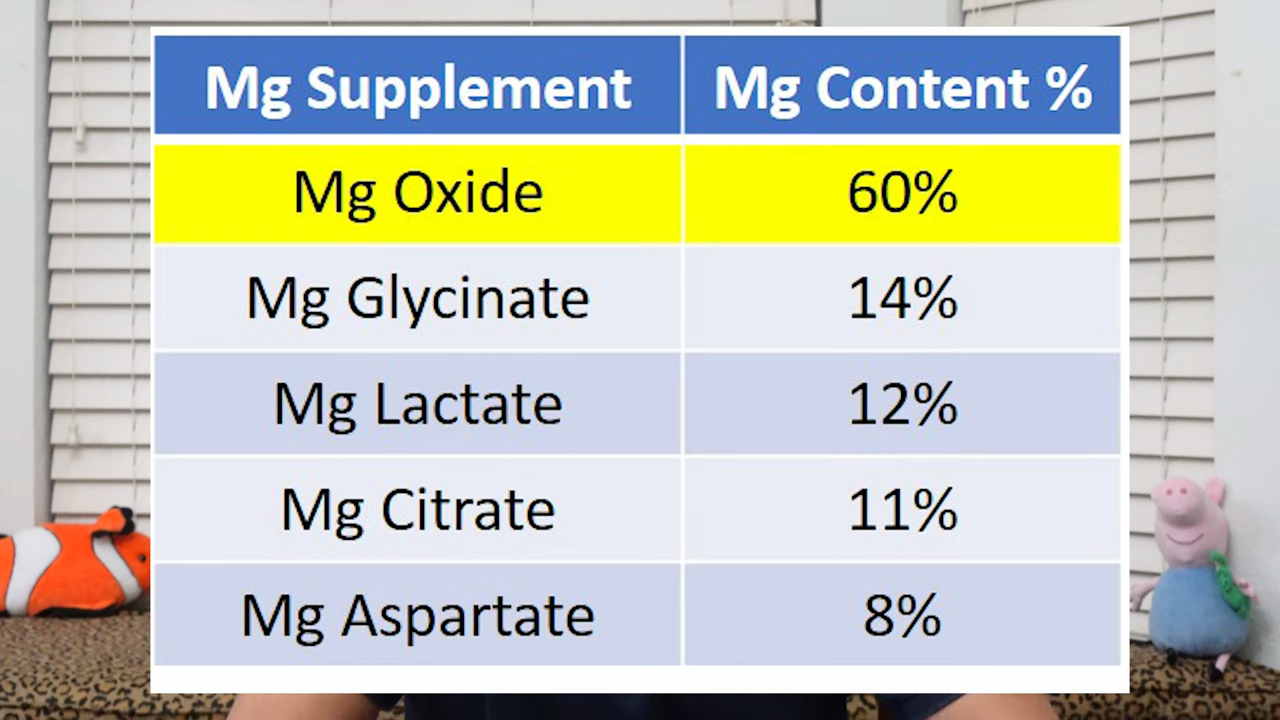 Mg Supplement Mg Content %
Mg Oxide 60%
Mg Glycinate 14%
Mg Lactate 12%
Mg Citrate 11%
Mg Aspartate 8%